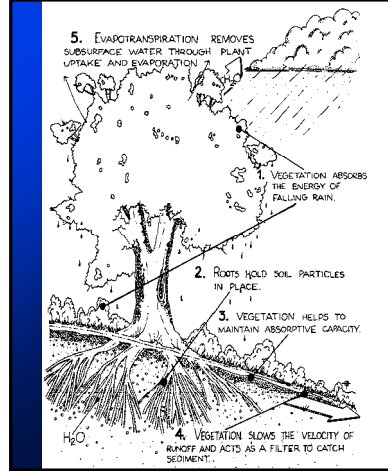 5. EVAPOTRANSPIRATION REMOVES
SUBSURFACE WATER THROUGH PLANT
UPTAKE AND EVAPORATION
1. VEGETATION ABSORBS
THE ENERGY OF
FALLING RAIN.
2. ROOTS HOLD SOIL PARTICLES
IN PLACE.
3. VEGETATION HELPS TO
MAINTAIN ABSORPTIVE CAPACITY.
H2O
4. VEGETATION SLOWS THE VELOCITY OF
RUNOFF AND ACTS AS A FILTER TO CATCH
SEDIMENT.